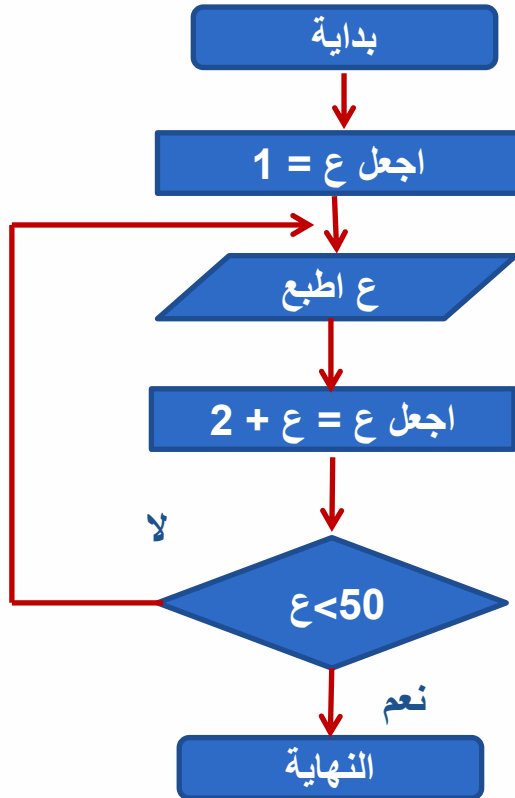 بداية
اجعل ع = 1
ع اطبع
اجعل ع = ع + 2
لا
ع<50
نعم
النهاية